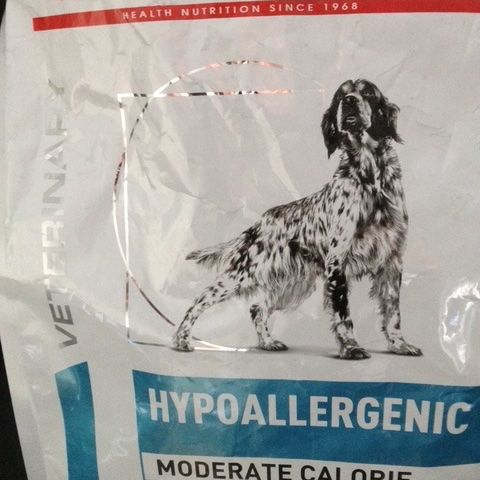 HEALTH NUTRITION SINCE 1968
VETERINARY
HYPOALLERGENIC
MODERATE CALORIE